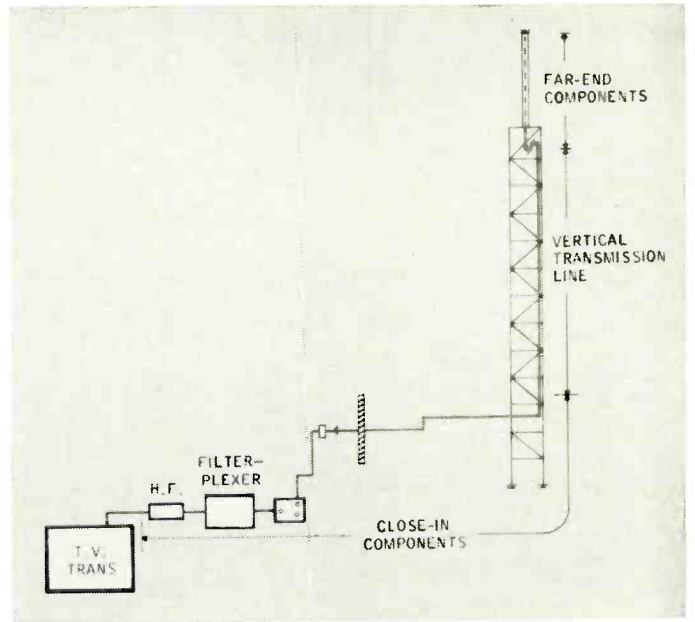 FAR-END
COMPONENTS
VERTICAL
TRANSMISSION
LINE
FILTER-
PLEXER
H.F.
CLOSE-IN
COMPONENTS
T.V.
TRANS